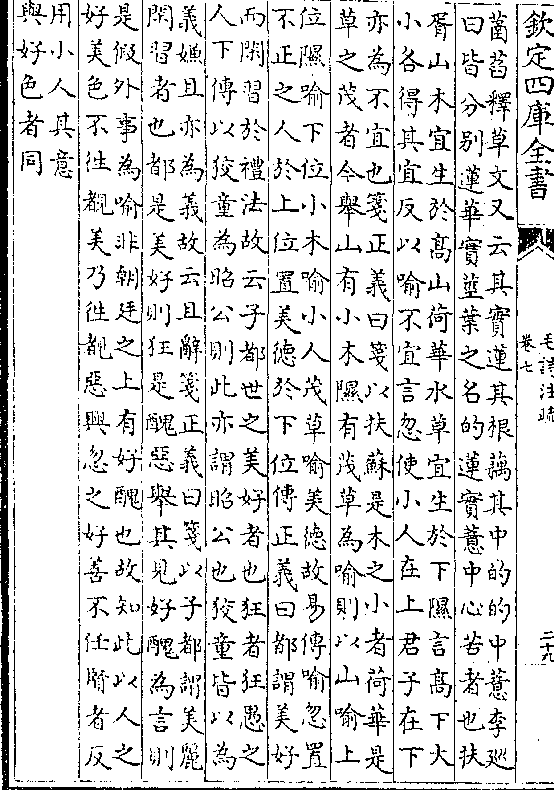 欽定四庫全書
毛詩注疏
卷七
二十九
菡萏釋草文又云其實蓮其根藕其中的的中薏李廵
曰皆分别蓮華實莖葉之名的蓮實薏中心苦者也扶
胥山木宜生於髙山荷華水草宜生於下隰言髙下大
小各得其宜反以喻不宜言忽使小人在上君子在下
亦為不宜也箋正義曰箋以扶蘇是木之小者荷華是
草之茂者今舉山有小木隰有茂草為喻則以山喻上
位隰喻下位小木喻小人茂草喻美德故易傳喻忽置
不正之人於上位置美德於下位傳正義曰都謂美好
而閑習於禮法故云子都世之美好者也狂者狂愚之
人下傳以狡童為昭公則此亦謂昭公也狡童皆以為
義嫌且亦為義故云且辭箋正義曰箋以子都謂美麗
閑習者也都是美好則狂是醜惡舉其見好醜為言則
是假外事為喻非朝廷之上有好醜也故知此以人之
好美色不徃覩美乃徃覩惡興忽之好善不任賢者反
用小人其意
與好色者同